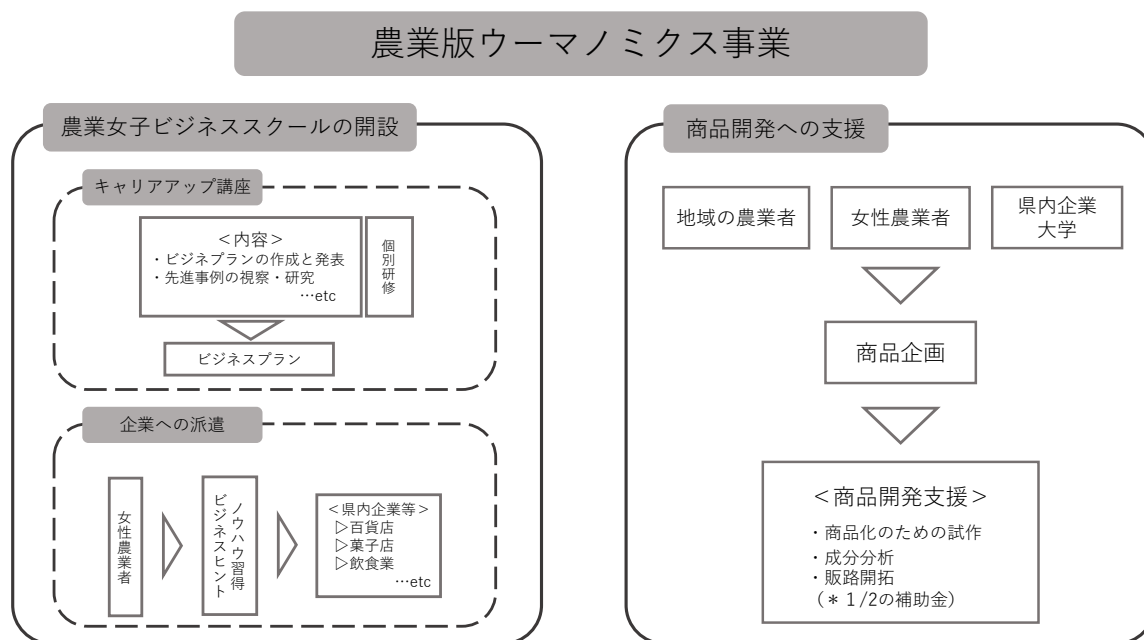 農業版ウーマノミクス事業
農業女子ビジネススクールの開設
キャリアアップ講座
＜内容＞
・ビジネプランの作成と発表
・先進事例の視察・研究
…etc
個別研修
ビジネスプラン
企業への派遣
女性農業者
ノウハウ習得
ビジネスヒント
＜県内企業等＞
▷百貨店
▷菓子店
▷飲食業
…etc
商品開発への支援
地域の農業者
女性農業者
県内企業
大学
商品企画
＜商品開発支援＞
・商品化のための試作
・成分分析
・販路開拓
（＊1/2の補助金）